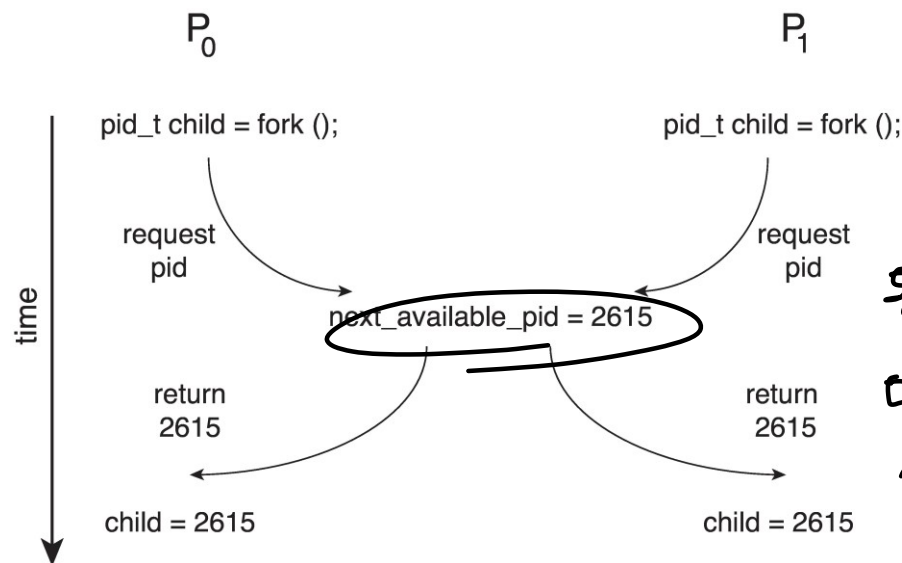 P0 P1
pid_t child = fork (); pid_t child = fork ();
request request
pid pid
next_available_pid = 2615
time
return return
2615 2615
child = 2615 child = 2615